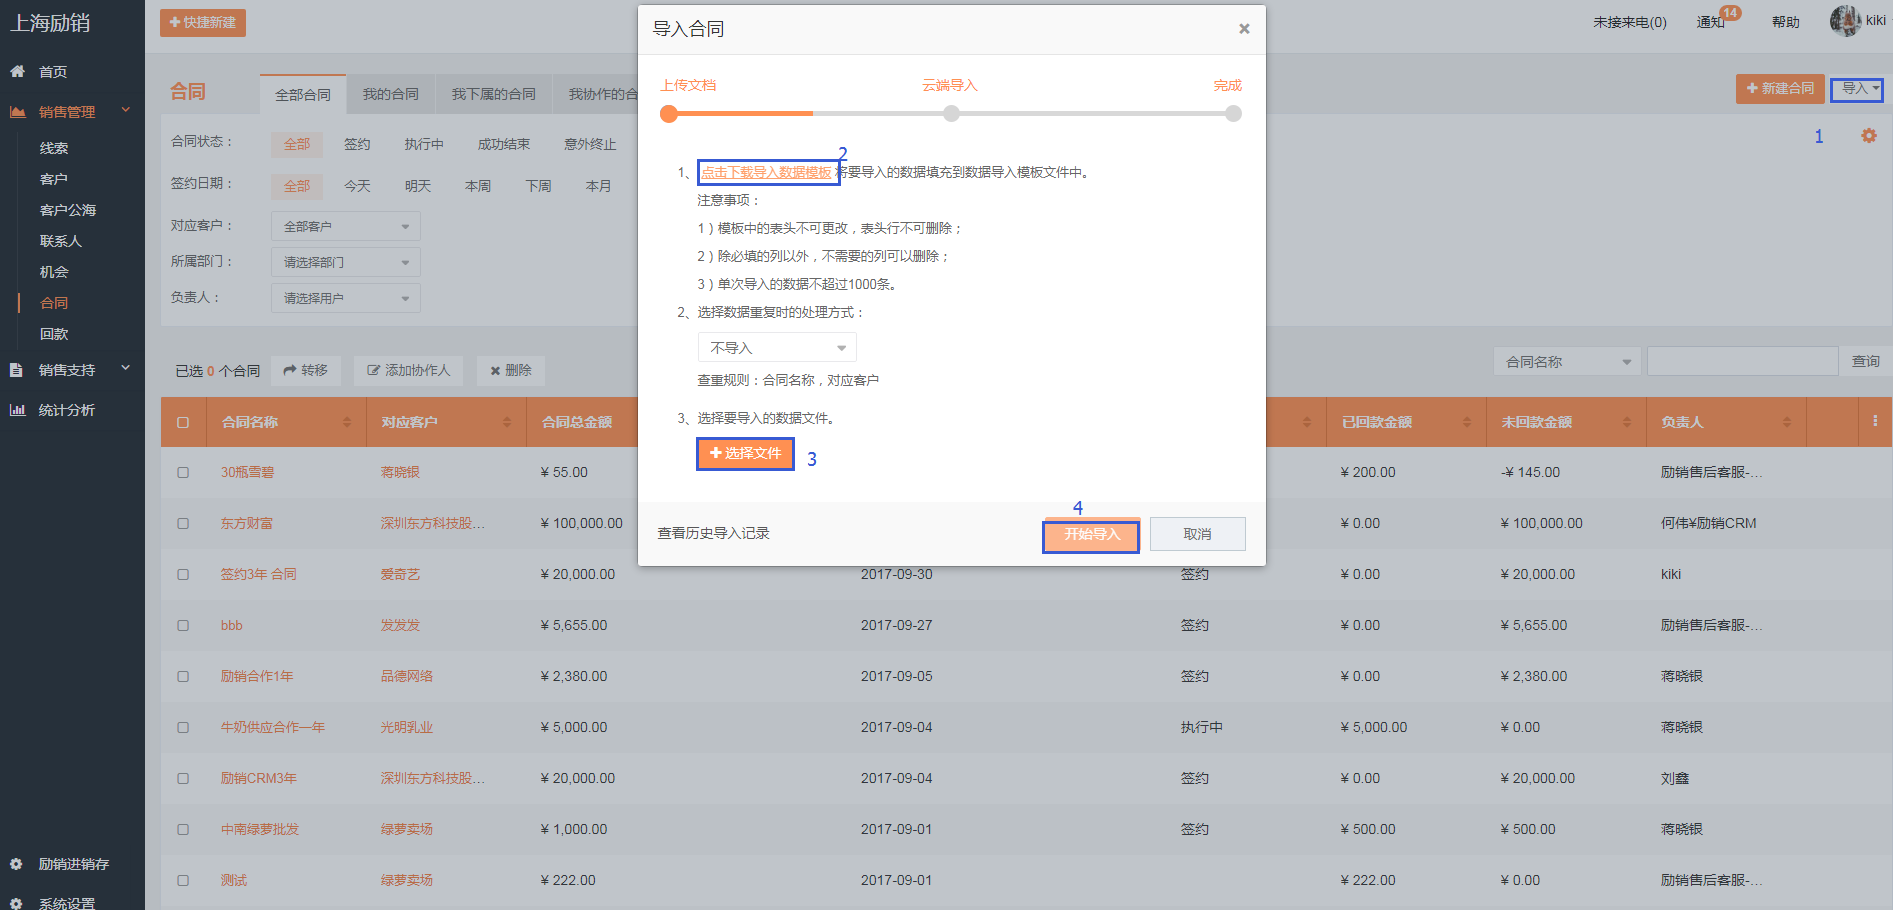 上海励销
快捷新建
未接来电(0)
通知
14
帮助
kiki
首页
销售管理
线索
客户
客户公海
联系人
机会
合同
回款
销售支持
统计分析
励销进销存
系统设置
合同
全部合同
我的合同
我下属的合同
我协作的合
新建合同
导入
1
合同状态：
全部
签约
执行中
成功结束
意外终止
签约日期：
全部
今天
明天
本周
下周
本月
对应客户：
全部客户
所属部门：
请选择部门
负责人：
请选择用户
已选 0 个合同
转移
添加协作人
删除
合同名称
查询
合同名称 对应客户 合同总金额 已回款金额 未回款金额 负责人
30瓶雪碧 蒋晓银 ¥ 55.00 ¥ 200.00 -¥ 145.00 励销售后客服-...
东方财富 深圳东方科技股... ¥ 100,000.00 ¥ 0.00 ¥ 100,000.00 何伟¥励销CRM
签约3年 合同 爱奇艺 ¥ 20,000.00 2017-09-30 签约 ¥ 0.00 ¥ 20,000.00 kiki
bbb 发发发 ¥ 5,655.00 2017-09-27 签约 ¥ 0.00 ¥ 5,655.00 励销售后客服-...
励销合作1年 品德网络 ¥ 2,380.00 2017-09-05 签约 ¥ 0.00 ¥ 2,380.00 蒋晓银
牛奶供应合作一年 光明乳业 ¥ 5,000.00 2017-09-04 执行中 ¥ 5,000.00 ¥ 0.00 蒋晓银
励销CRM3年 深圳东方科技股... ¥ 20,000.00 2017-09-04 签约 ¥ 0.00 ¥ 20,000.00 刘鑫
中南绿萝批发 绿萝卖场 ¥ 1,000.00 2017-09-01 签约 ¥ 500.00 ¥ 500.00 蒋晓银
测试 绿萝卖场 ¥ 222.00 2017-09-01 ¥ 222.00 ¥ 0.00 励销售后客服-...
导入合同
上传文档
云端导入
完成
2
1、点击下载导入数据模板 将要导入的数据填充到数据导入模板文件中。
注意事项：
1）模板中的表头不可更改，表头行不可删除；
2）除必填的列以外，不需要的列可以删除；
3）单次导入的数据不超过1000条。
2、选择数据重复时的处理方式：
不导入
查重规则：合同名称，对应客户
3、选择要导入的数据文件。
选择文件
3
4
查看历史导入记录
开始导入
取消